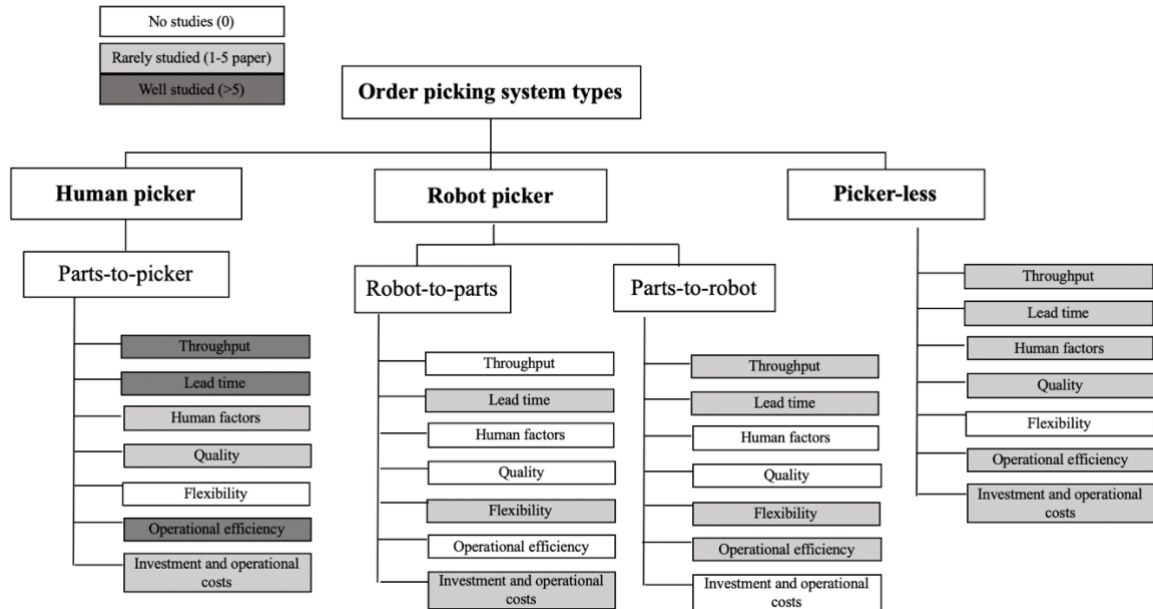 No studies (0)
Rarely studied (1-5 paper)
Well studied (>5)
Order picking system types
Human picker
Robot picker
Picker-less
Parts-to-picker
Throughput
Lead time
Human factors
Quality
Flexibility
Operational efficiency
Investment and operational
costs
Robot-to-parts
Throughput
Lead time
Human factors
Quality
Flexibility
Operational efficiency
Investment and operational
costs
Parts-to-robot
Throughput
Lead time
Human factors
Quality
Flexibility
Operational efficiency
Investment and operational
costs
Throughput
Lead time
Human factors
Quality
Flexibility
Operational efficiency
Investment and operational
costs